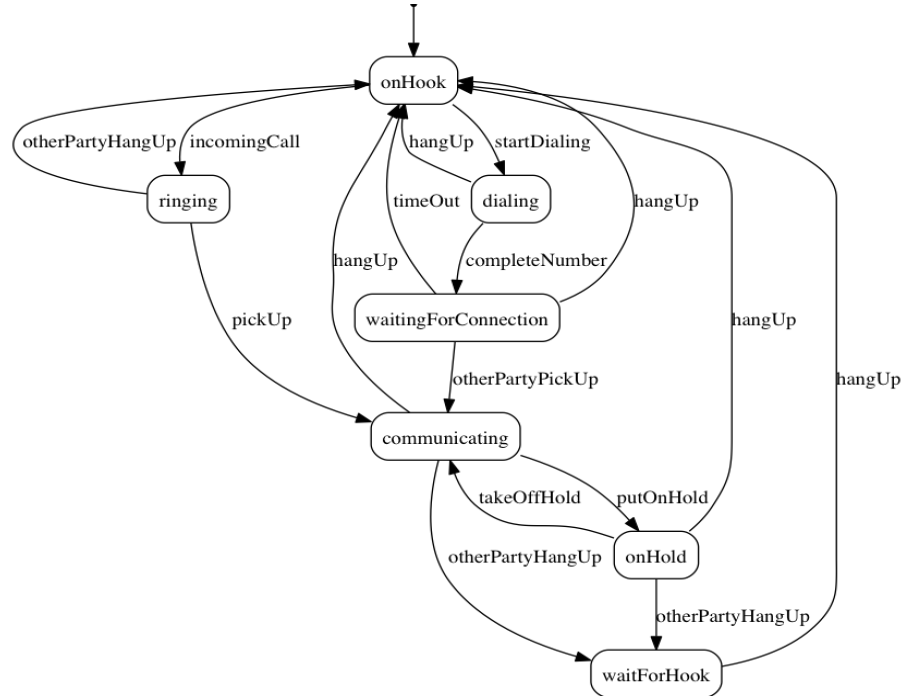 onHook
otherPartyHangUp
incomingCall
hangUp
startDialing
ringing
timeOut
dialing
hangUp
hangUp
completeNumber
pickUp
waitingForConnection
hangUp
otherPartyPickUp
hangUp
communicating
takeOffHold
putOnHold
otherPartyHangUp
onHold
otherPartyHangUp
waitForHook